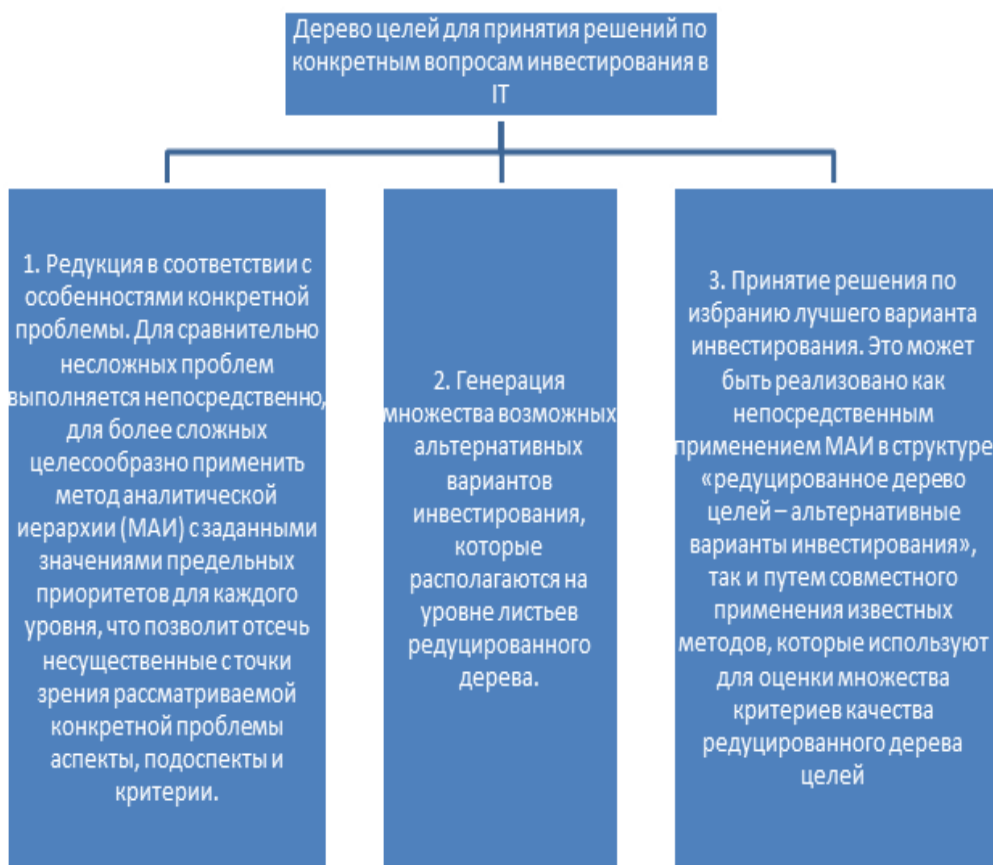 Дерево целей для принятия решений по
конкретным вопросам инвестирования в
IT
1. Редукция в соответствии с
особенностями конкретной
проблемы. Для сравнительно
несложных проблем
выполняется непосредственно,
для более сложных
целесообразно применить
метод аналитической
иерархии (МАИ) с заданными
значениями предельных
приоритетов для каждого
уровня, что позволит отсечь
несущественные с точки
зрения рассматриваемой
конкретной проблемы
аспекты, подоспекты и
критерии.
2. Генерация
множества возможных
альтернативных
вариантов
инвестирования,
которые
располагаются на
уровне листьев
редуцированного
дерева.
3. Принятие решения по
избранию лучшего варианта
инвестирования. Это может
быть реализовано как
непосредственным
применением МАИ в структуре
«редуцированное дерево
целей – альтернативные
варианты инвестирования»,
так и путем совместного
применения известных
методов, которые используют
для оценки множества
критериев качества
редуцированного дерева
целей